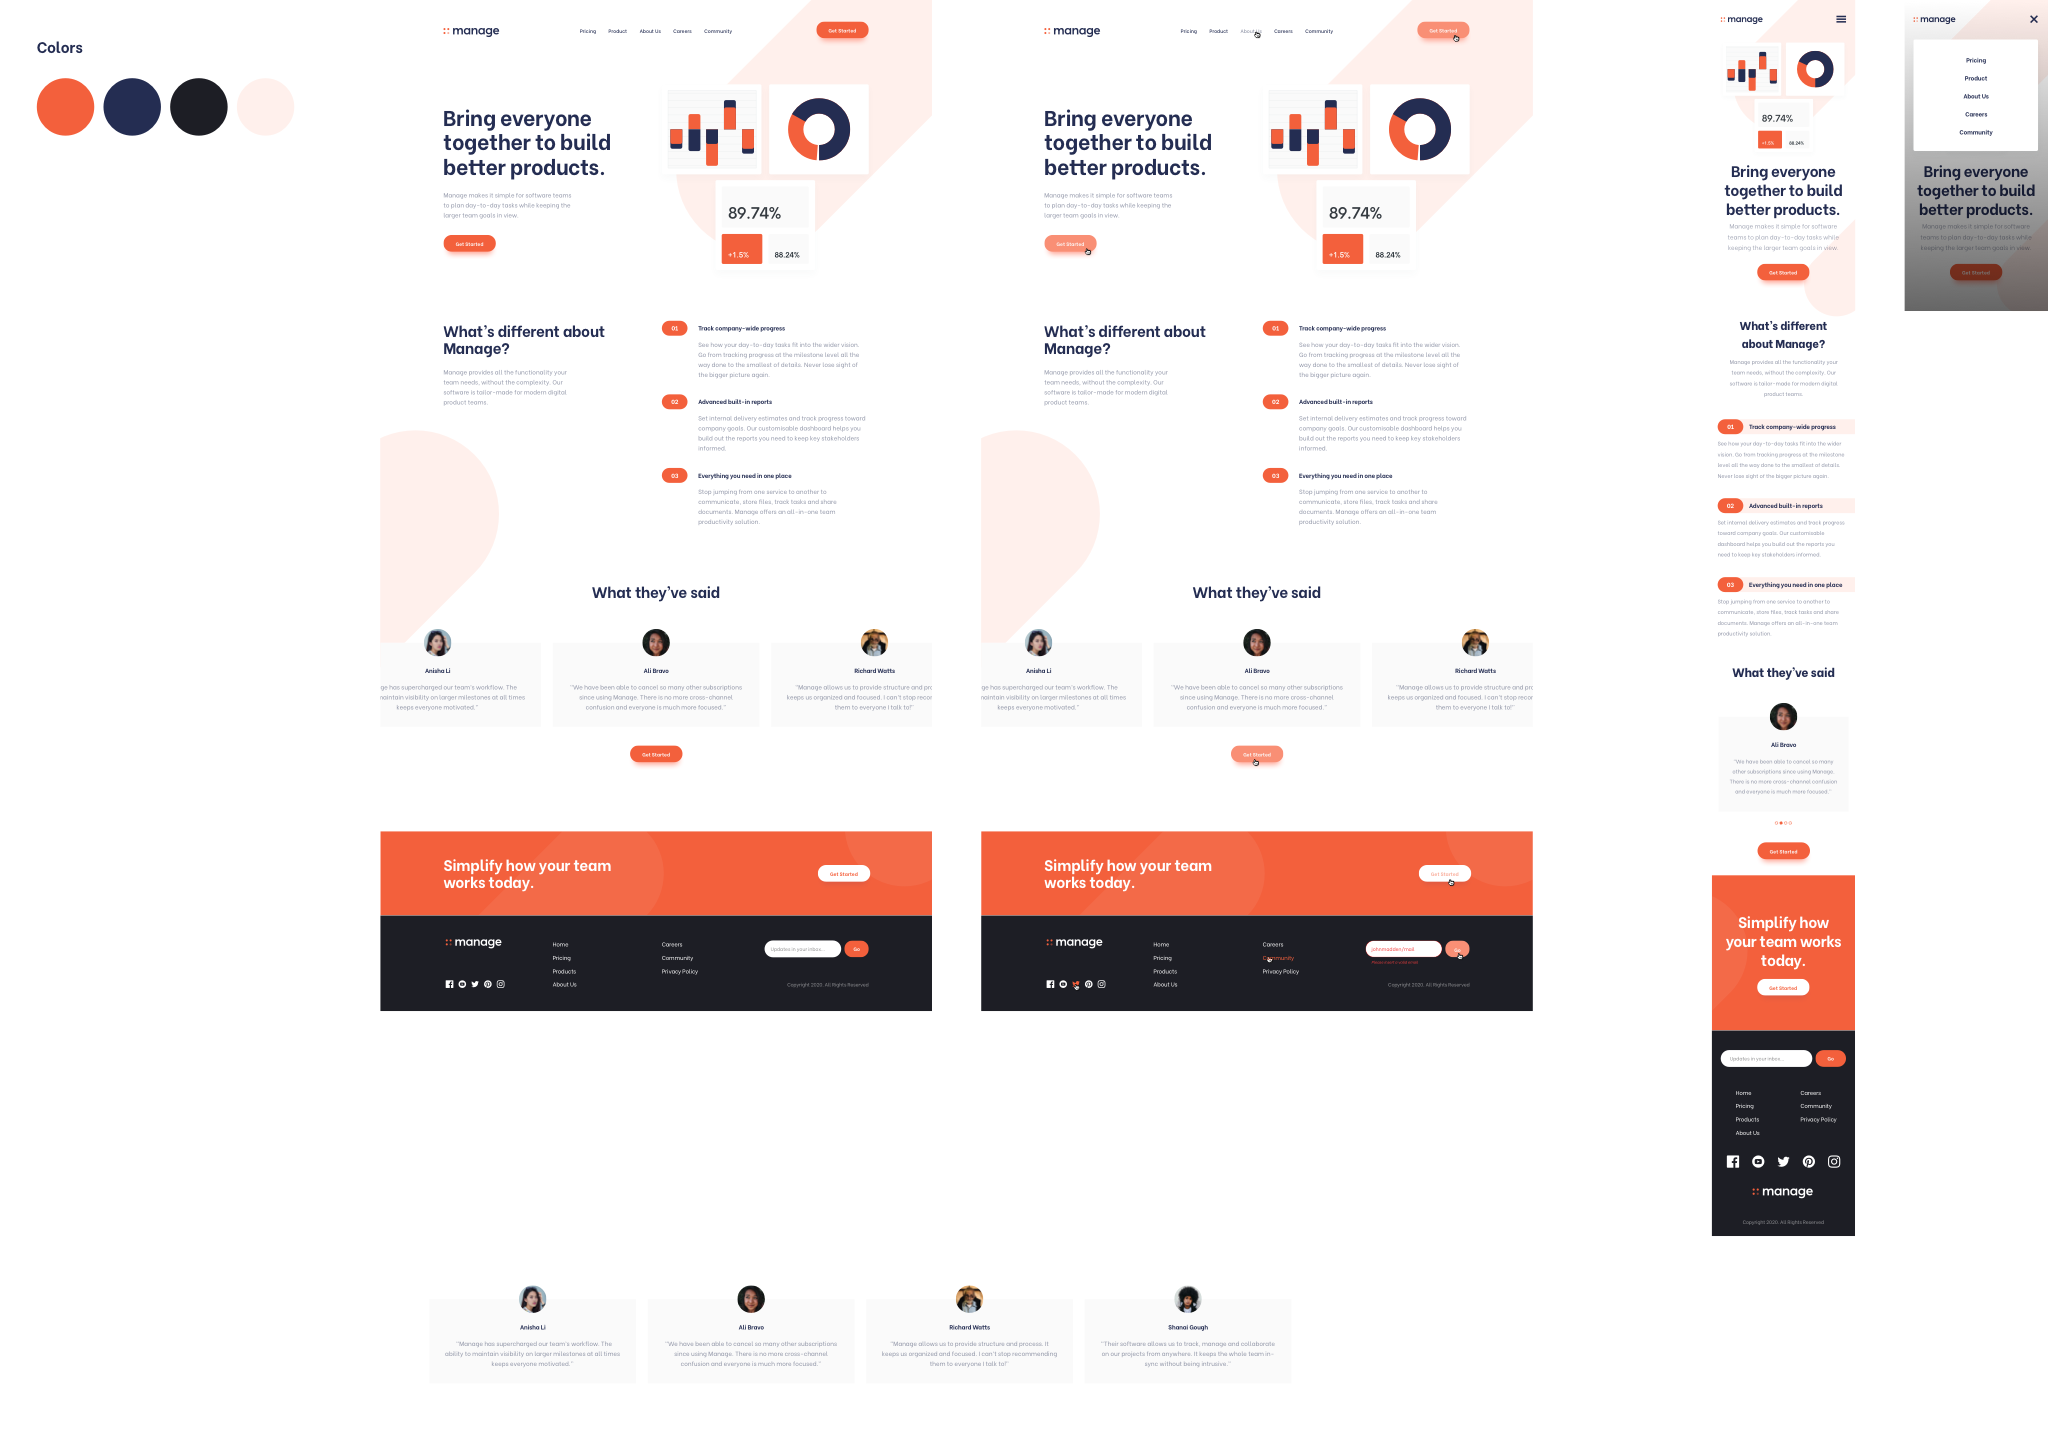 Colors
manage
Pricing Product About Us Careers Community
Get Started
Bring everyone
together to build
better products.
Manage makes it simple for software teams
to plan day-to-day tasks while keeping the
larger team goals in view.
Get Started
89.74%
+1.5%
88.24%
What's different about
Manage?
Manage provides all the functionality your
team needs, without the complexity. Our
software is tailor-made for modern digital
product teams.
01 Track company-wide progress
See how your day-to-day tasks fit into the wider vision.
Go from tracking progress at the milestone level all the
way done to the smallest of details. Never lose sight of
the bigger picture again.
02 Advanced built-in reports
Set internal delivery estimates and track progress toward
company goals. Our customisable dashboard helps you
build out the reports you need to keep key stakeholders
informed.
03 Everything you need in one place
Stop jumping from one service to another to
communicate, store files, track tasks and share
documents. Manage offers an all-in-one team
productivity solution.
What they've said
Anisha Li
ge has supercharged our team's workflow. The
naintain visibility on larger milestones at all times
keeps everyone motivated."
Ali Bravo
"We have been able to cancel so many other subscriptions
since using Manage. There is no more cross-channel
confusion and everyone is much more focused."
Richard Watts
"Manage allows us to provide structure and pr
keeps us organized and focused. I can't stop recor
them to everyone I talk to!"
Get Started
Simplify how your team
works today.
Get Started
manage
Home
Pricing
Products
About Us
Careers
Community
Privacy Policy
Updates in your inbox...
Go
Copyright 2020. All Rights Reserved
manage
Pricing Product About Us Careers Community
Get Started
Bring everyone
together to build
better products.
Manage makes it simple for software teams
to plan day-to-day tasks while keeping the
larger team goals in view.
Get Started
89.74%
+1.5%
88.24%
What's different about
Manage?
Manage provides all the functionality your
team needs, without the complexity. Our
software is tailor-made for modern digital
product teams.
01 Track company-wide progress
See how your day-to-day tasks fit into the wider vision.
Go from tracking progress at the milestone level all the
way done to the smallest of details. Never lose sight of
the bigger picture again.
02 Advanced built-in reports
Set internal delivery estimates and track progress toward
company goals. Our customisable dashboard helps you
build out the reports you need to keep key stakeholders
informed.
03 Everything you need in one place
Stop jumping from one service to another to
communicate, store files, track tasks and share
documents. Manage offers an all-in-one team
productivity solution.
What they've said
Anisha Li
ge has supercharged our team's workflow. The
naintain visibility on larger milestones at all times
keeps everyone motivated."
Ali Bravo
"We have been able to cancel so many other subscriptions
since using Manage. There is no more cross-channel
confusion and everyone is much more focused."
Richard Watts
"Manage allows us to provide structure and pr
keeps us organized and focused. I can't stop recor
them to everyone I talk to!"
Get Started
Simplify how your team
works today.
Get Started
manage
Home
Pricing
Products
About Us
Careers
Community
Privacy Policy
johnmadden/mail
Copyright 2020. All Rights Reserved
manage
89.74%
+1.5%
88.24%
Bring everyone
together to build
better products.
Manage makes it simple for software
teams to plan day-to-day tasks while
keeping the larger team goals in view.
Get Started
What's different
about Manage?
Manage provides all the functionality your
team needs, without the complexity. Our
software is tailor-made for modern digital
product teams.
01 Track company-wide progress
See how your day-to-day tasks fit into the wider
vision. Go from tracking progress at the milestone
level all the way done to the smallest of details.
Never lose sight of the bigger picture again.
02 Advanced built-in reports
Set internal delivery estimates and track progress
toward company goals. Our customisable
dashboard helps you build out the reports you
need to keep key stakeholders informed.
03 Everything you need in one place
Stop jumping from one service to another to
communicate, store files, track tasks and share
documents. Manage offers an all-in-one team
productivity solution.
What they've said
Ali Bravo
"We have been able to cancel so many
other subscriptions since using Manage.
There is no more cross-channel confusion
and everyone is much more focused."
Get Started
Simplify how
your team works
today.
Get Started
Updates in your inbox...
Go
Home
Pricing
Products
About Us
Careers
Community
Privacy Policy
manage
Copyright 2020. All Rights Reserved
manage
Pricing
Product
About Us
Careers
Community
Bring everyone
together to build
better products.
Manage makes it simple for software
teams to plan day-to-day tasks while
keeping the larger team goals in view.
Get Started
Anisha Li
"Manage has supercharged our team's workflow. The
ability to maintain visibility on larger milestones at all times
keeps everyone motivated."
Ali Bravo
"We have been able to cancel so many other subscriptions
since using Manage. There is no more cross-channel
confusion and everyone is much more focused."
Richard Watts
"Manage allows us to provide structure and process. It
keeps us organized and focused. I can't stop recommending
them to everyone I talk to!"
Shanai Gough
"Their software allows us to track, manage and collaborate
on our projects from anywhere. It keeps the whole team in-
sync without being intrusive."